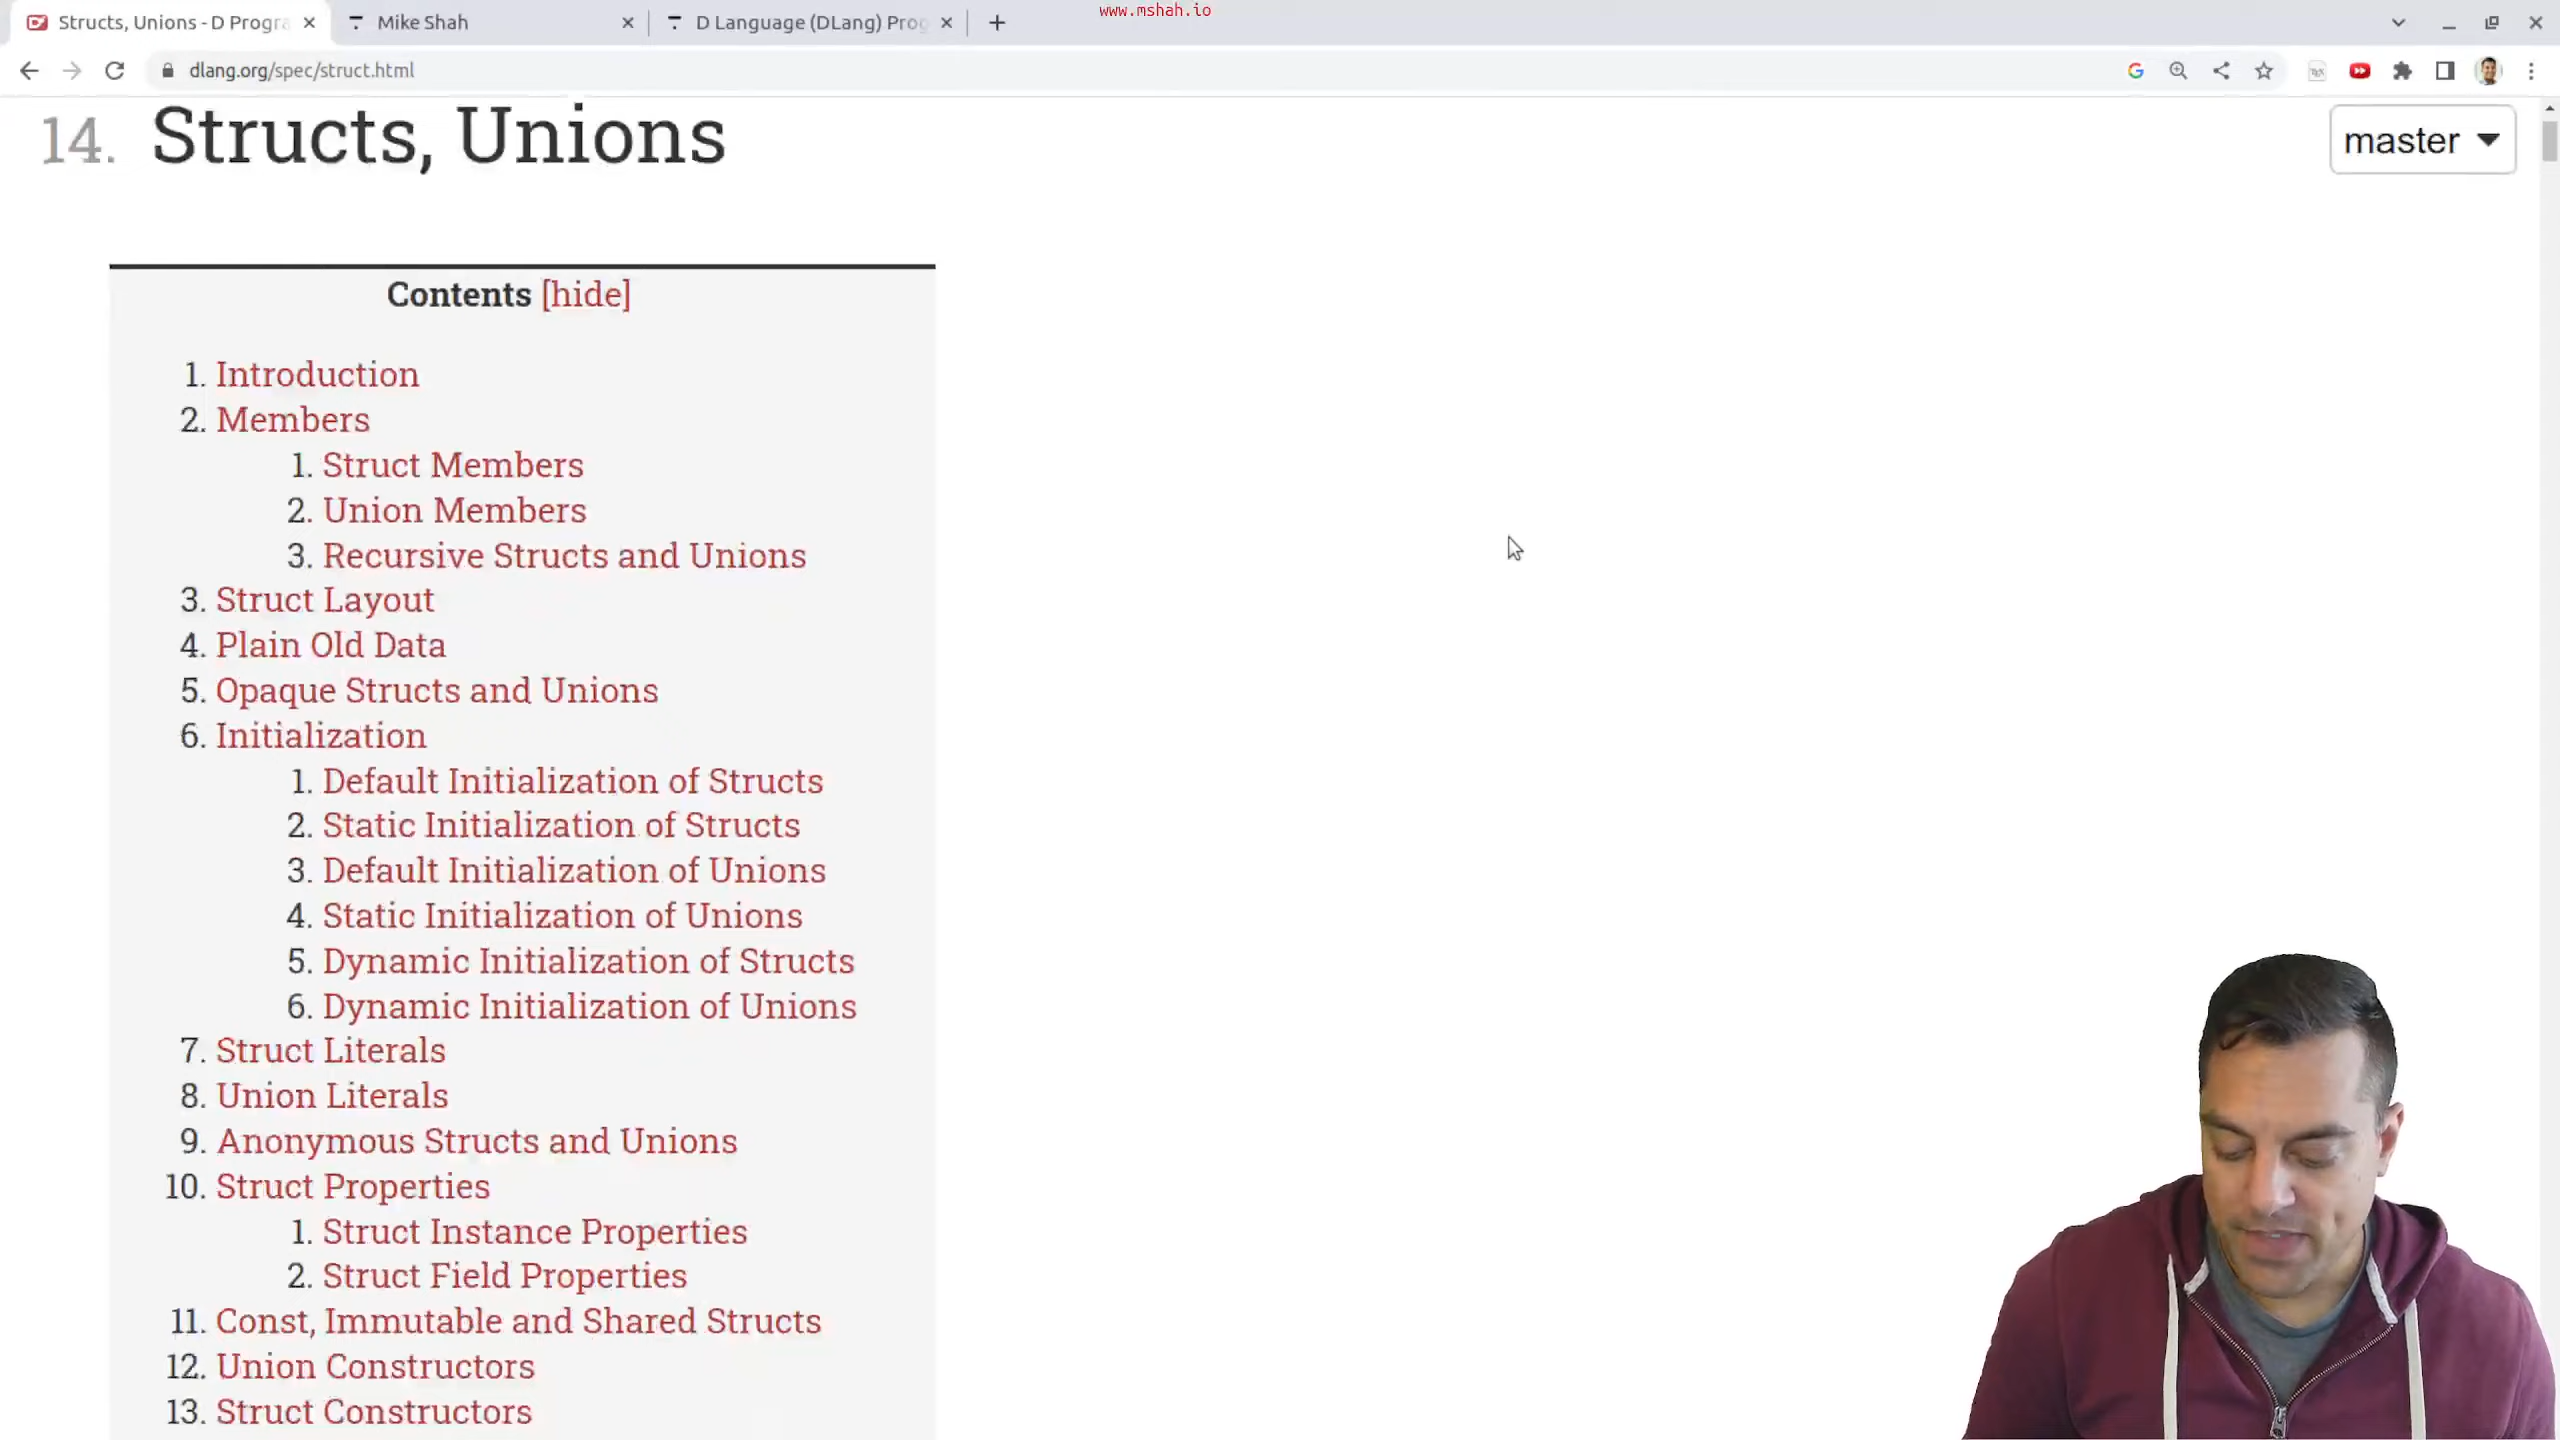 www.mshah.io
Structs, Unions - D Progra
Mike Shah
D Language (DLang) Prog
dlang.org/spec/struct.html
14. Structs, Unions
master
Contents [hide]
1. Introduction
2. Members
1. Struct Members
2. Union Members
3. Recursive Structs and Unions
3. Struct Layout
4. Plain Old Data
5. Opaque Structs and Unions
6. Initialization
1. Default Initialization of Structs
2. Static Initialization of Structs
3. Default Initialization of Unions
4. Static Initialization of Unions
5. Dynamic Initialization of Structs
6. Dynamic Initialization of Unions
7. Struct Literals
8. Union Literals
9. Anonymous Structs and Unions
10. Struct Properties
1. Struct Instance Properties
2. Struct Field Properties
11. Const, Immutable and Shared Structs
12. Union Constructors
13. Struct Constructors